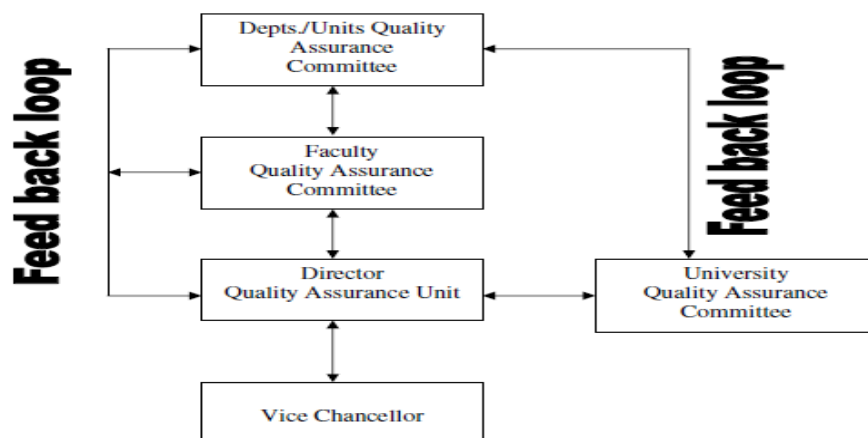 Feed back loop
Depts./Units Quality
Assurance
Committee
Feed back loop
Faculty
Quality Assurance
Committee
Director
Quality Assurance Unit
University
Quality Assurance
Committee
Vice Chancellor